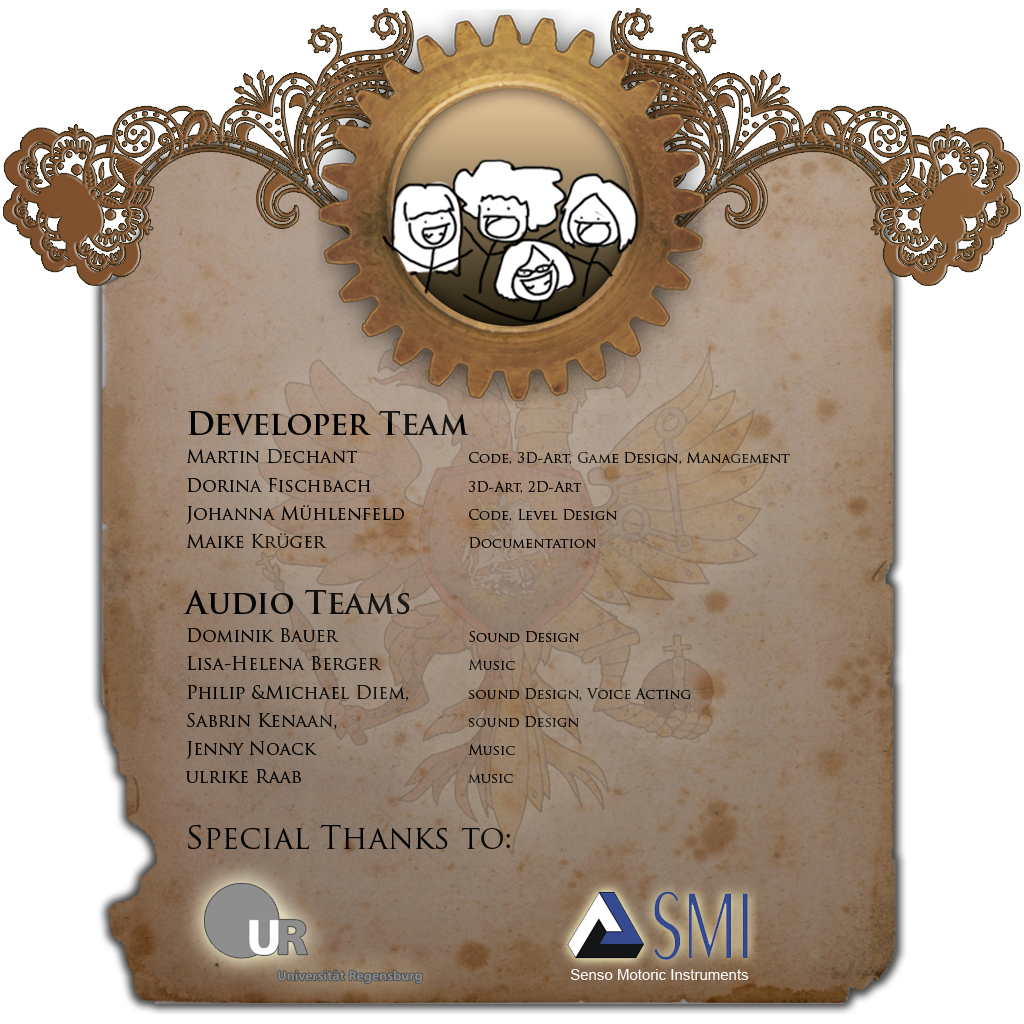 Developer Team
Martin Dechant Code, 3D-Art, Game Design, Management
Dorina Fischbach 3D-Art, 2D-Art
Johanna Mühlenfeld Code, Level Design
Maike Krüger Documentation
Audio Teams
Dominik Bauer Sound Design
Lisa-Helena Berger Music
Philip &Michael Diem, sound Design, Voice Acting
Sabrin Kenaan, sound Design
Jenny Noack Music
ulrike Raab music
Special Thanks to:
UR
Universität Regensburg
SMI
Senso Motoric Instruments